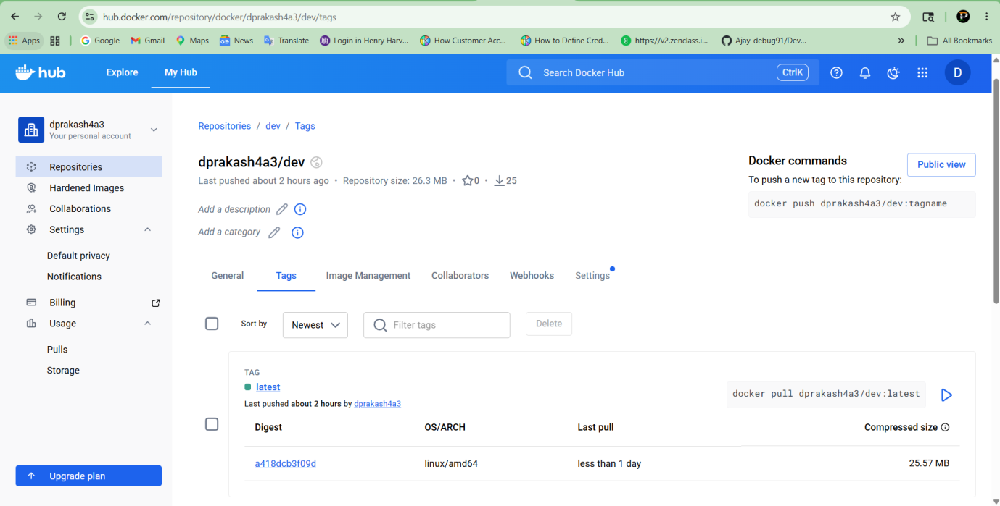 hub.docker.com/repository/docker/dprakash4a3/dev/tags
Apps Google Gmail Maps News Translate Login in Henry Harv... How Customer Acc... How to Define Cred... https://v2.zenclass.i... Ajay-debug91/Dev... » All Bookmarks
hub Explore My Hub Search Docker Hub CtrlK D
dprakash4a3
Your personal account
Repositories
Hardened Images
Collaborations
Settings
Default privacy
Notifications
Billing
Usage
Pulls
Storage
Upgrade plan
Repositories / dev / Tags
dprakash4a3/dev
Last pushed about 2 hours ago • Repository size: 26.3 MB • 0 • 25
Add a description
Add a category
Docker commands
Public view
To push a new tag to this repository:
docker push dprakash4a3/dev:tagname
General Tags Image Management Collaborators Webhooks Settings
Sort by Newest Filter tags Delete
TAG
latest
Last pushed about 2 hours by dprakash4a3
docker pull dprakash4a3/dev:latest
Digest OS/ARCH Last pull Compressed size
a418dcb3f09d linux/amd64 less than 1 day 25.57 MB